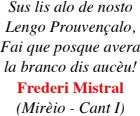 Sus lis alo de nosto
Lengo Prouvençalo,
Fai que posque avera
la branco dis aucèu!
Frederi Mistral
(Mirèio - Cant I)